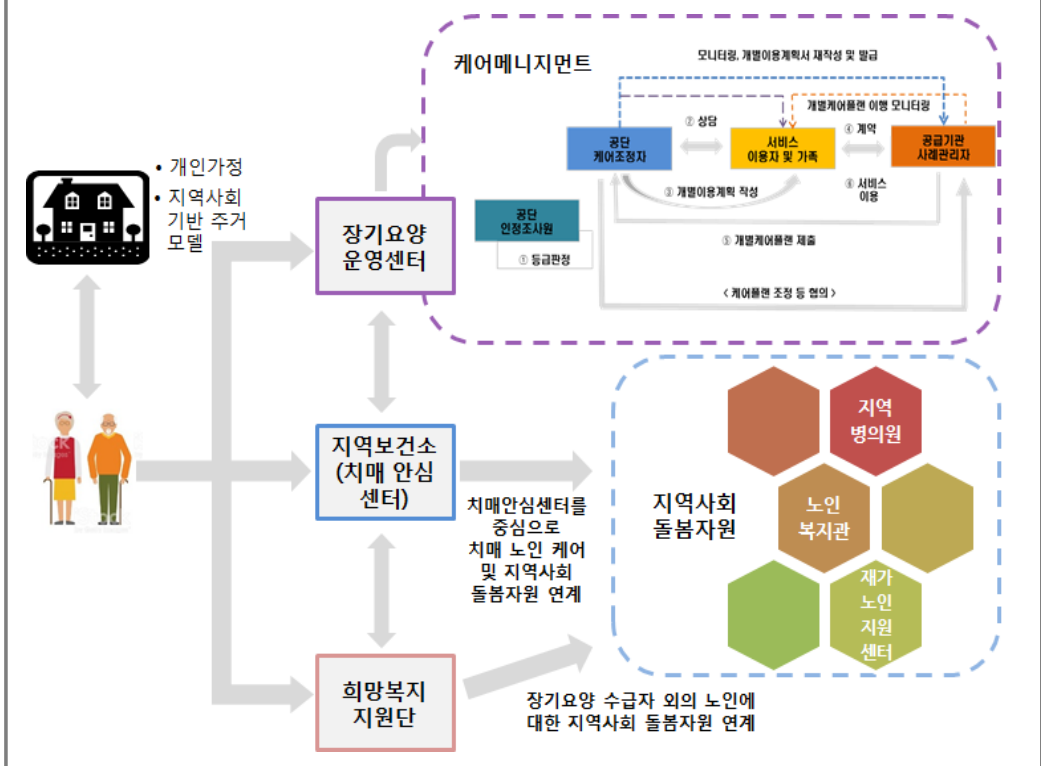 모니터링, 개별이용계획서 재작성 및 발급
케어메니지먼트
개별케어플랜 이행 모니터링
② 상담
④ 계약
공단
케어조정자
서비스
이용자 및 가족
공급기관
사례관리자
③ 개별이용계획 작성
⑥ 서비스
이용
공단
인정조사원
① 등급판정
⑤ 개별케어플랜 제출
< 케어플랜 조정 등 협의 >
• 개인가정
• 지역사회
기반 주거
모델
장기요양
운영센터
지역보건소
(치매 안심
센터)
치매안심센터를
중심으로
치매 노인 케어
및 지역사회
돌봄자원 연계
지역사회
돌봄자원
지역
병의원
노인
복지관
재가
노인
지원
센터
희망복지
지원단
장기요양 수급자 외의 노인에
대한 지역사회 돌봄자원 연계